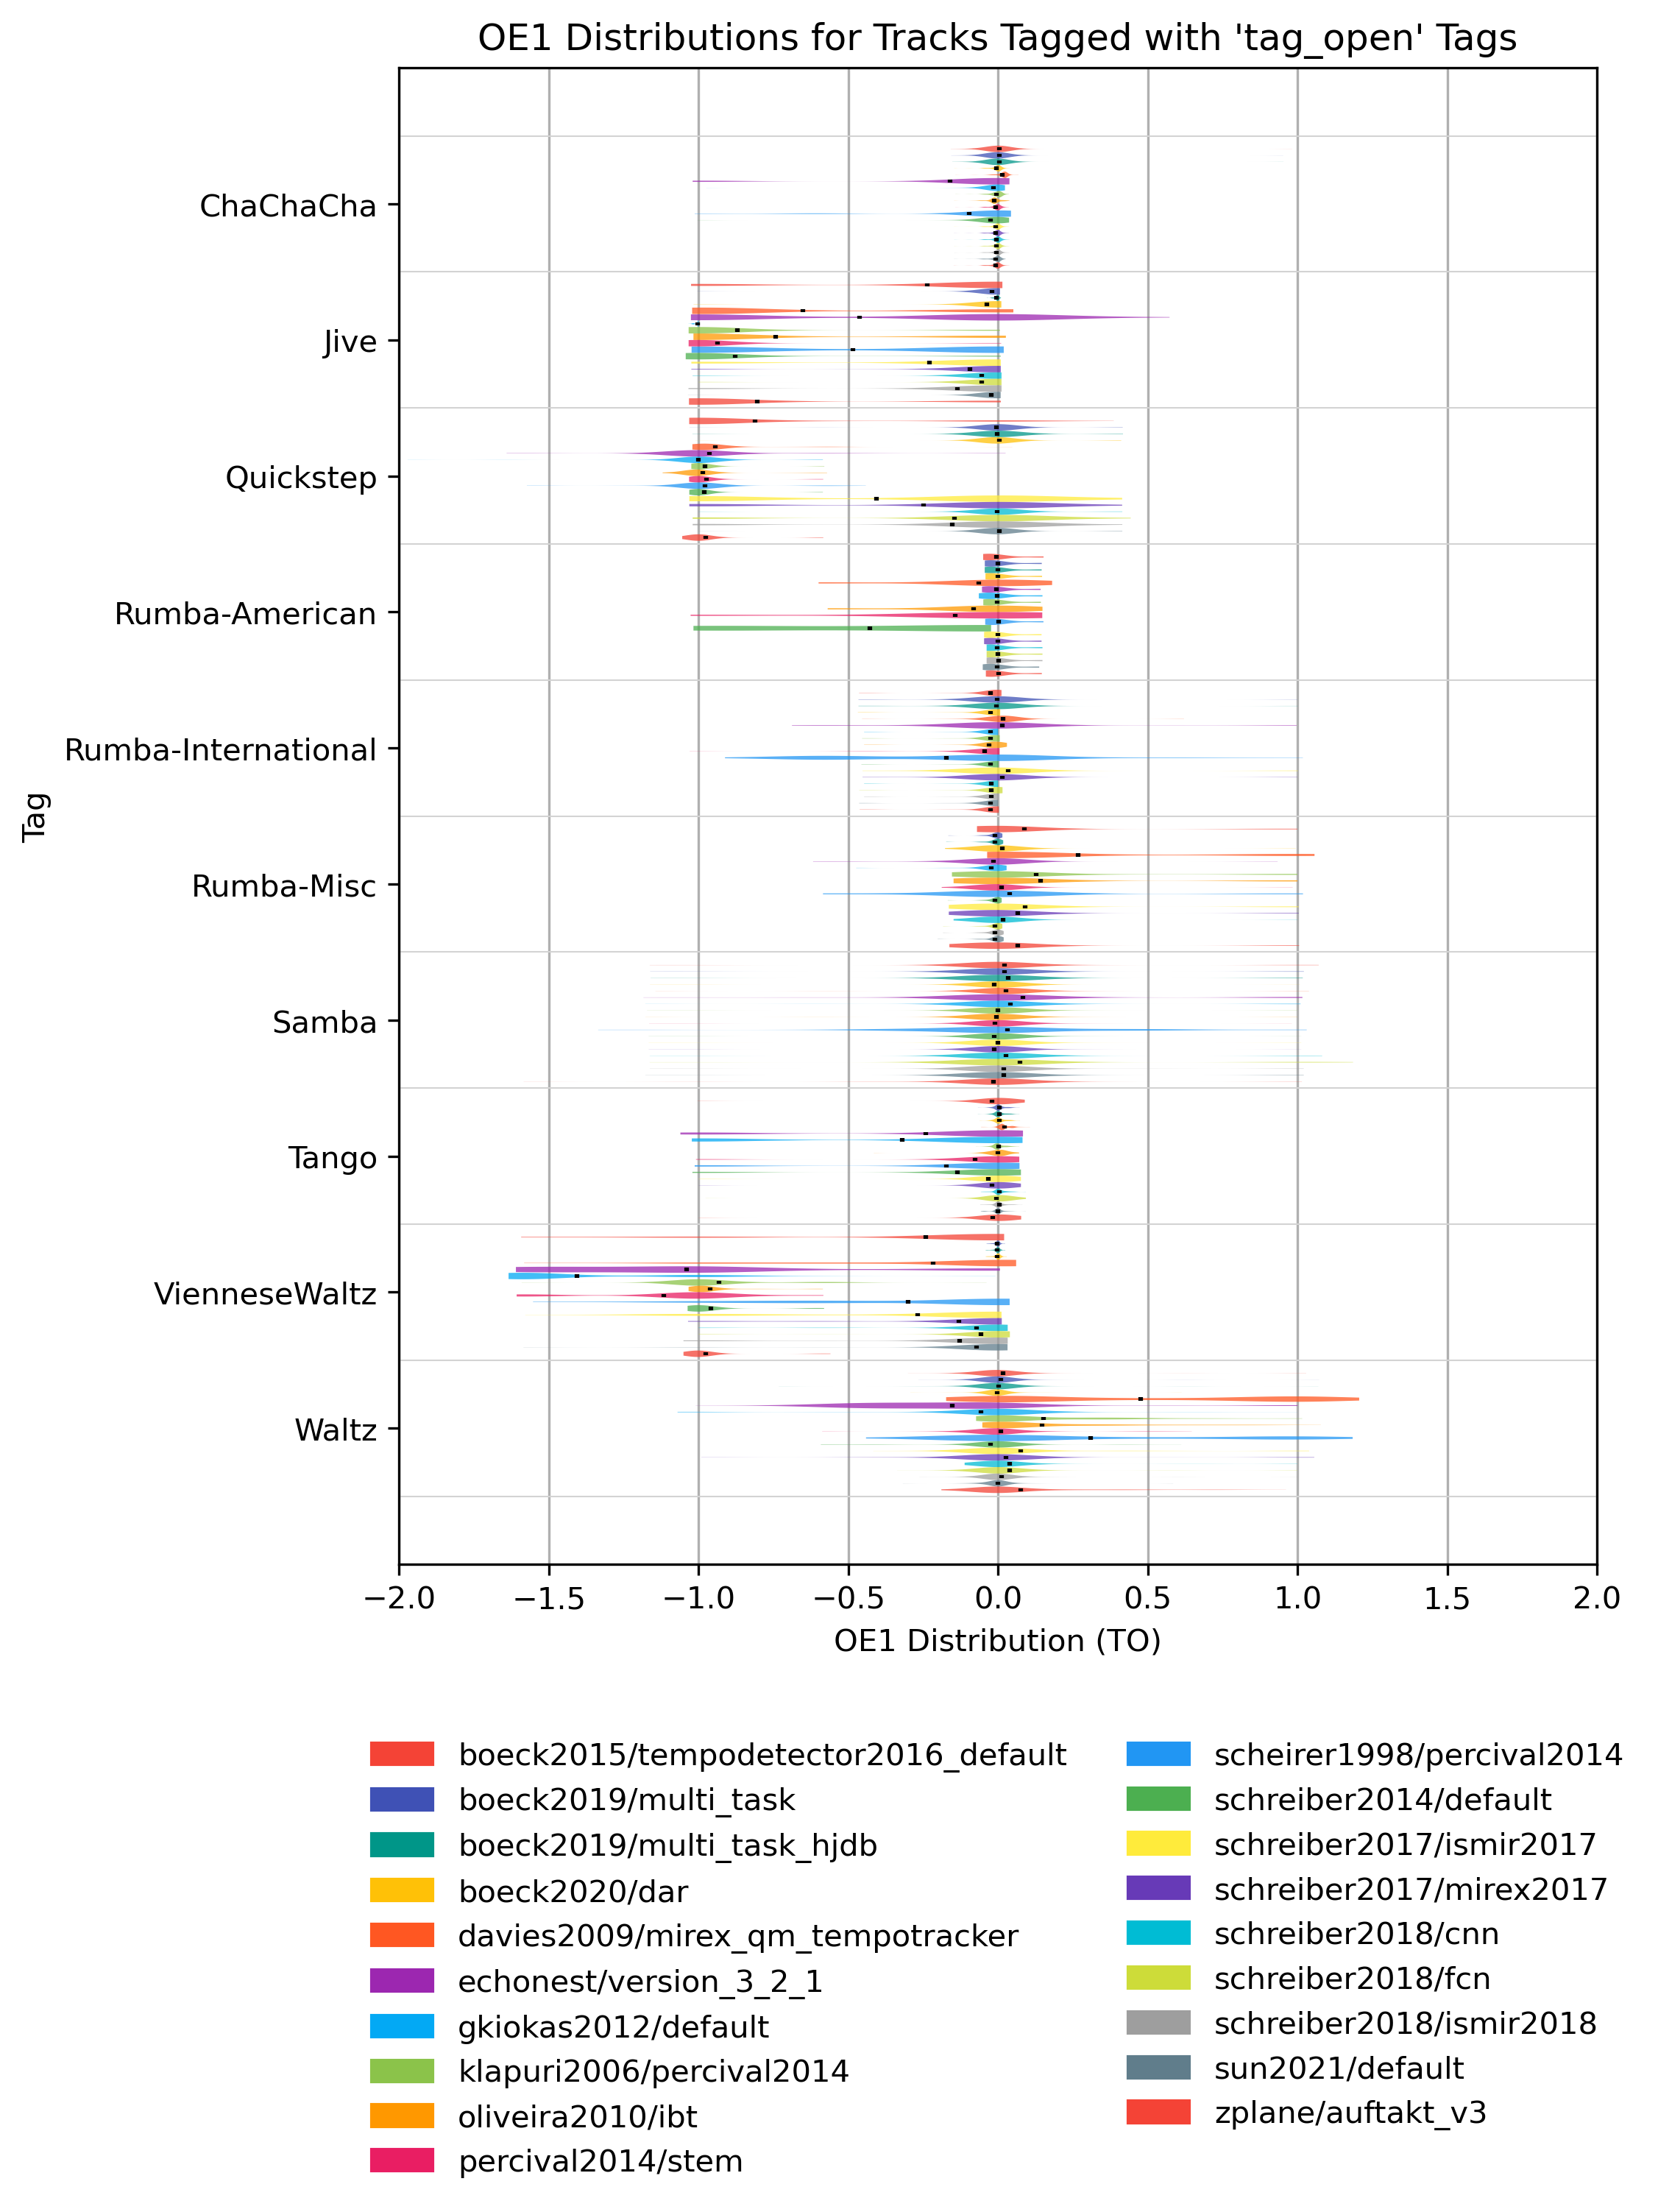 OE1 Distributions for Tracks Tagged with 'tag_open' Tags
ChaChaCha
Jive
Quickstep
Rumba-American
Rumba-International
Rumba-Misc
Samba
Tango
VienneseWaltz
Waltz
Tag
−2.0 −1.5 −1.0 −0.5 0.0 0.5 1.0 1.5 2.0
OE1 Distribution (TO)
boeck2015/tempodetector2016_default
boeck2019/multi_task
boeck2019/multi_task_hjdb
boeck2020/dar
davies2009/mirex_qm_tempotracker
echonest/version_3_2_1
gkiokas2012/default
klapuri2006/percival2014
oliveira2010/ibt
percival2014/stem
scheirer1998/percival2014
schreiber2014/default
schreiber2017/ismir2017
schreiber2017/mirex2017
schreiber2018/cnn
schreiber2018/fcn
schreiber2018/ismir2018
sun2021/default
zplane/auftakt_v3